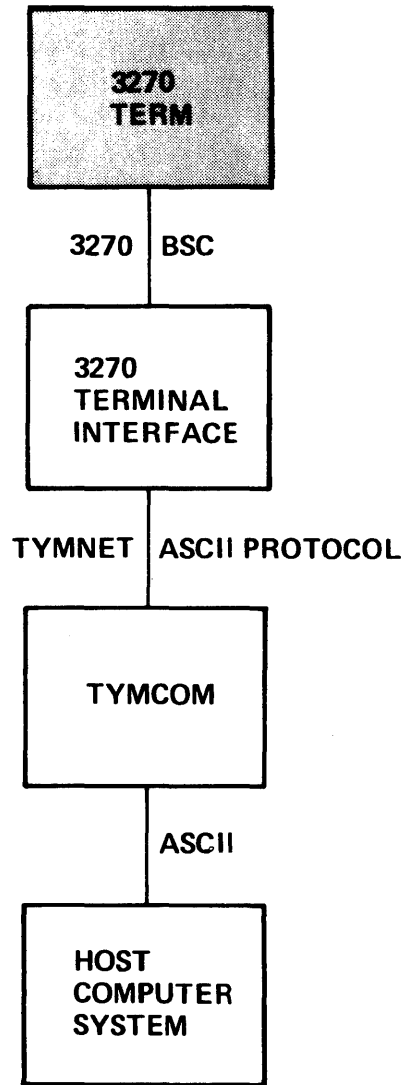 3270
TERM
3270 BSC
3270
TERMINAL
INTERFACE
TYMNET ASCII PROTOCOL
TYMCOM
ASCII
HOST
COMPUTER
SYSTEM